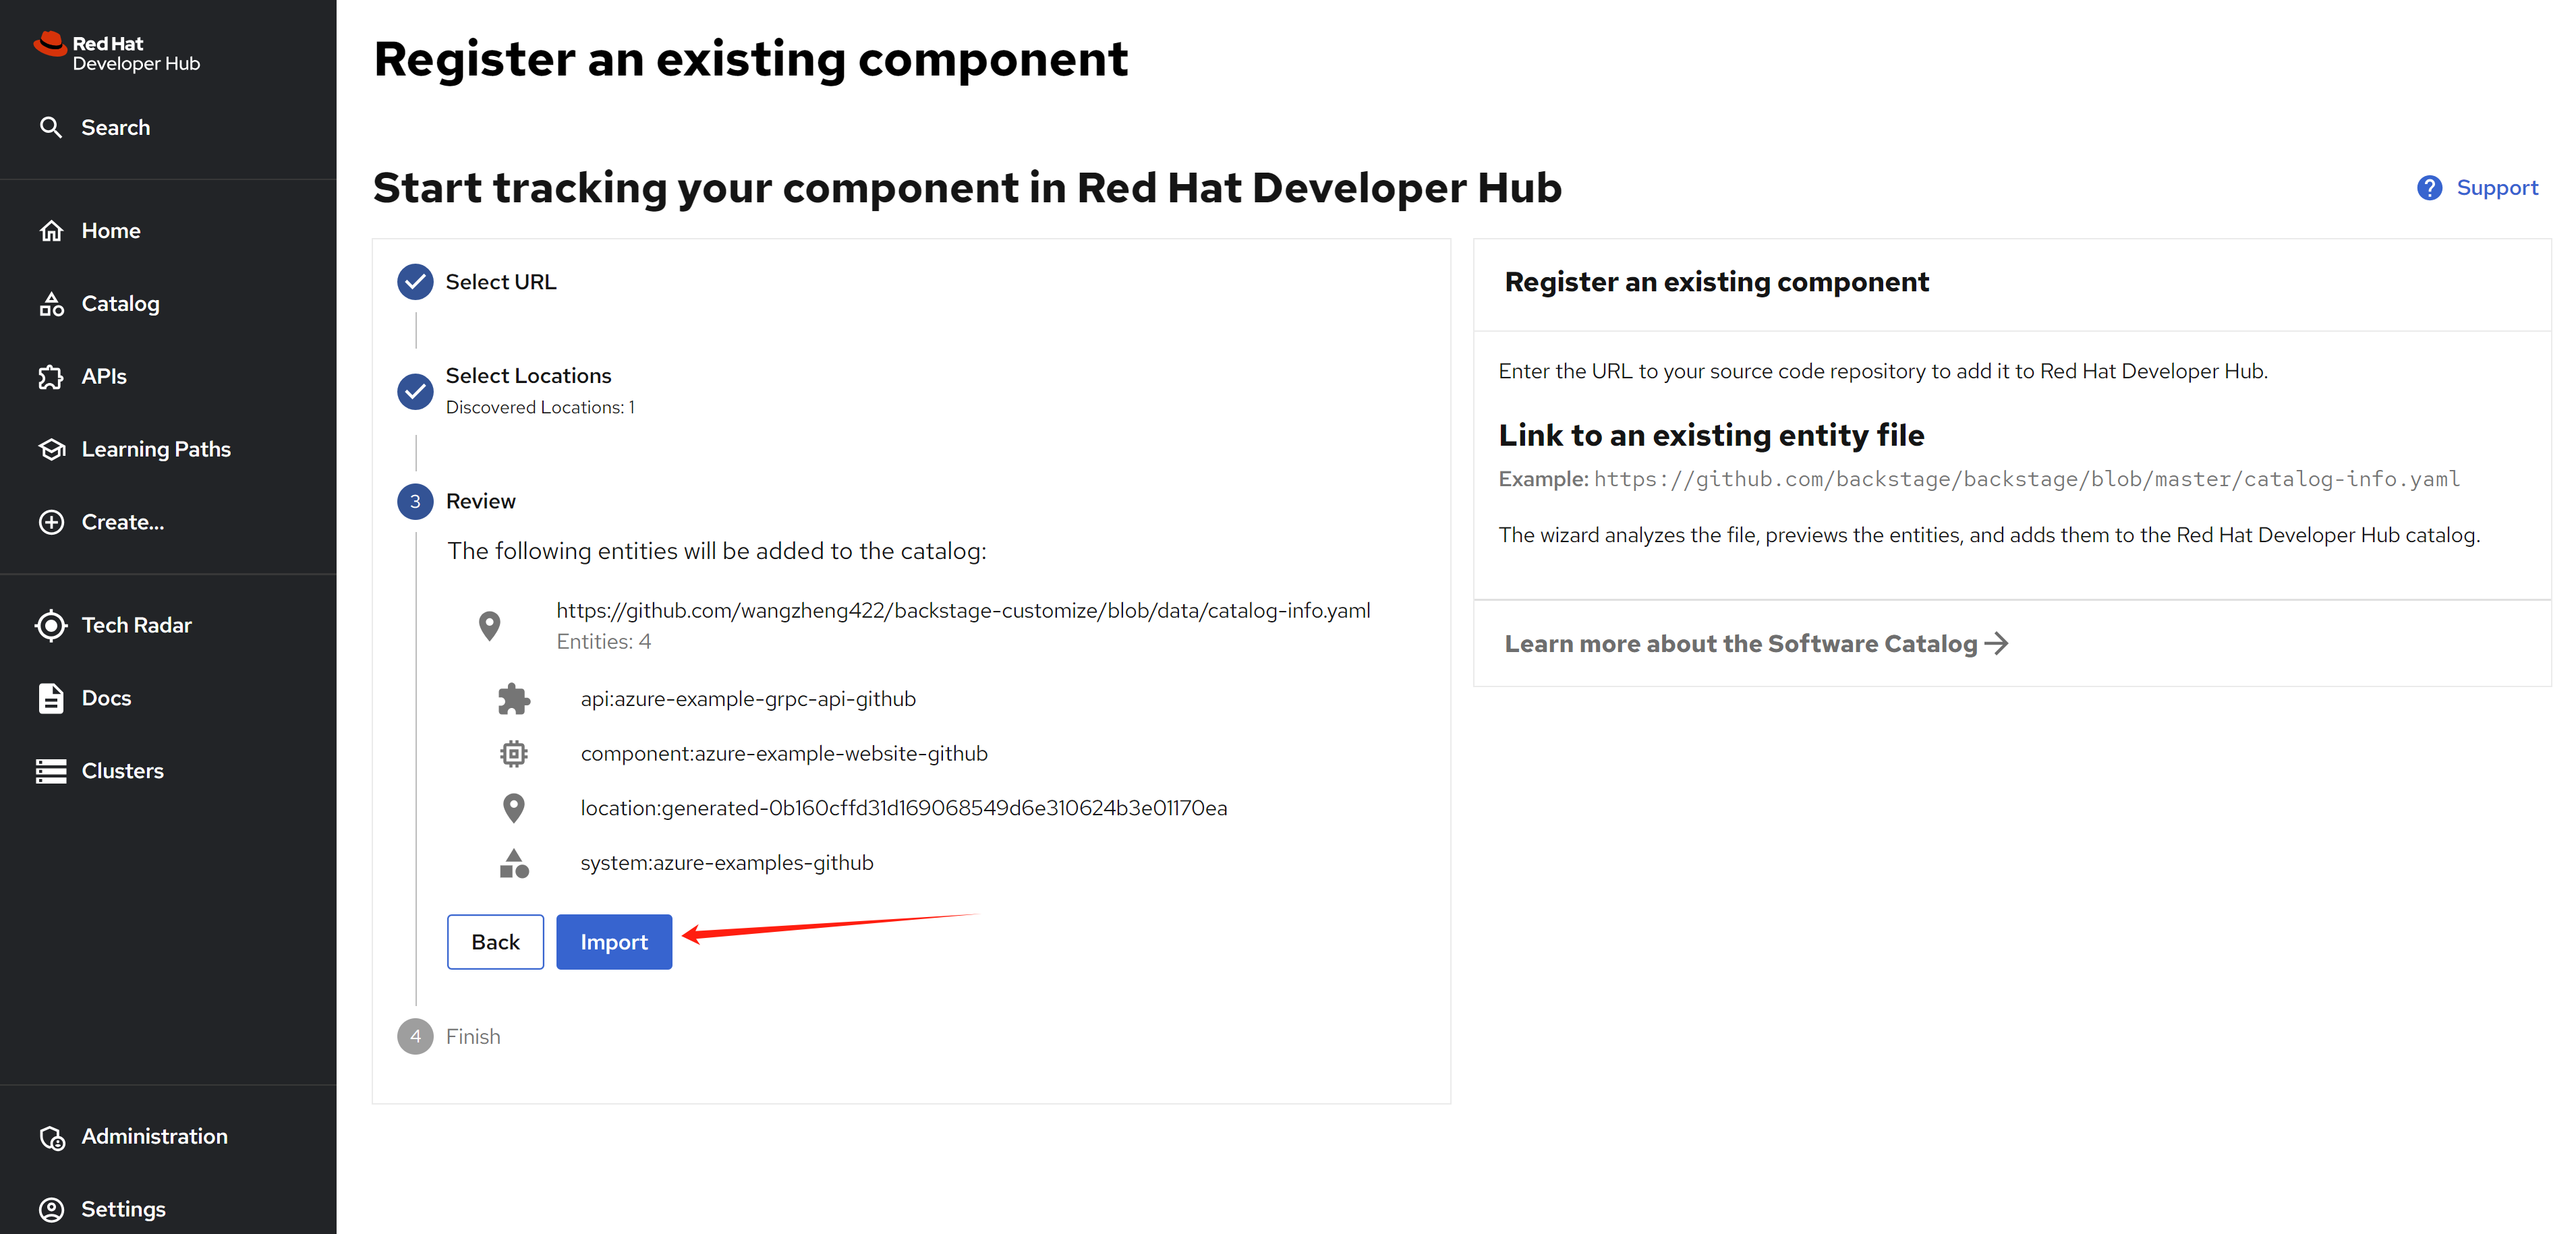 Red Hat
Developer Hub
Search
Home
Catalog
APIs
Learning Paths
Create...
Tech Radar
Docs
Clusters
Administration
Settings
Register an existing component
Start tracking your component in Red Hat Developer Hub
Support
Select URL
Select Locations
Discovered Locations: 1
3 Review
The following entities will be added to the catalog:
https://github.com/wangzheng422/backstage-customize/blob/data/catalog-info.yaml
Entities: 4
api:azure-example-grpc-api-github
component:azure-example-website-github
location:generated-0b160cffd31d169068549d6e310624b3e01170ea
system:azure-examples-github
Back Import
4 Finish
Register an existing component
Enter the URL to your source code repository to add it to Red Hat Developer Hub.
Link to an existing entity file
Example: https://github.com/backstage/backstage/blob/master/catalog-info.yaml
The wizard analyzes the file, previews the entities, and adds them to the Red Hat Developer Hub catalog.
Learn more about the Software Catalog